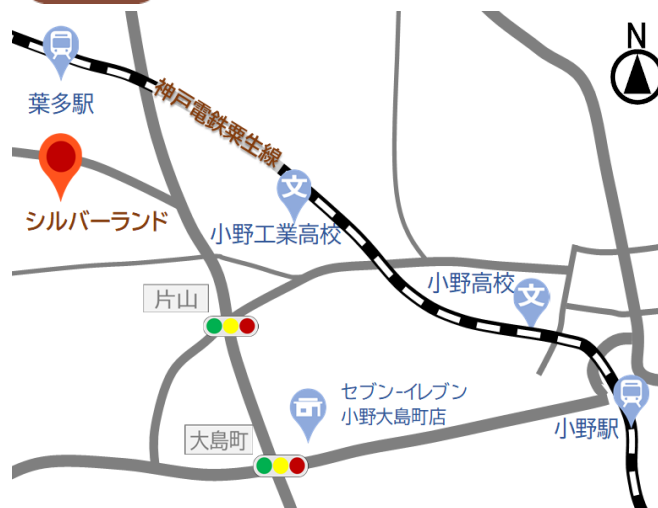 N
葉多駅
神戸電鉄粟生線
シルバーランド
小野工業高校
小野高校
片山
セブン-イレブン
小野大島町店
小野駅
大島町
文
文